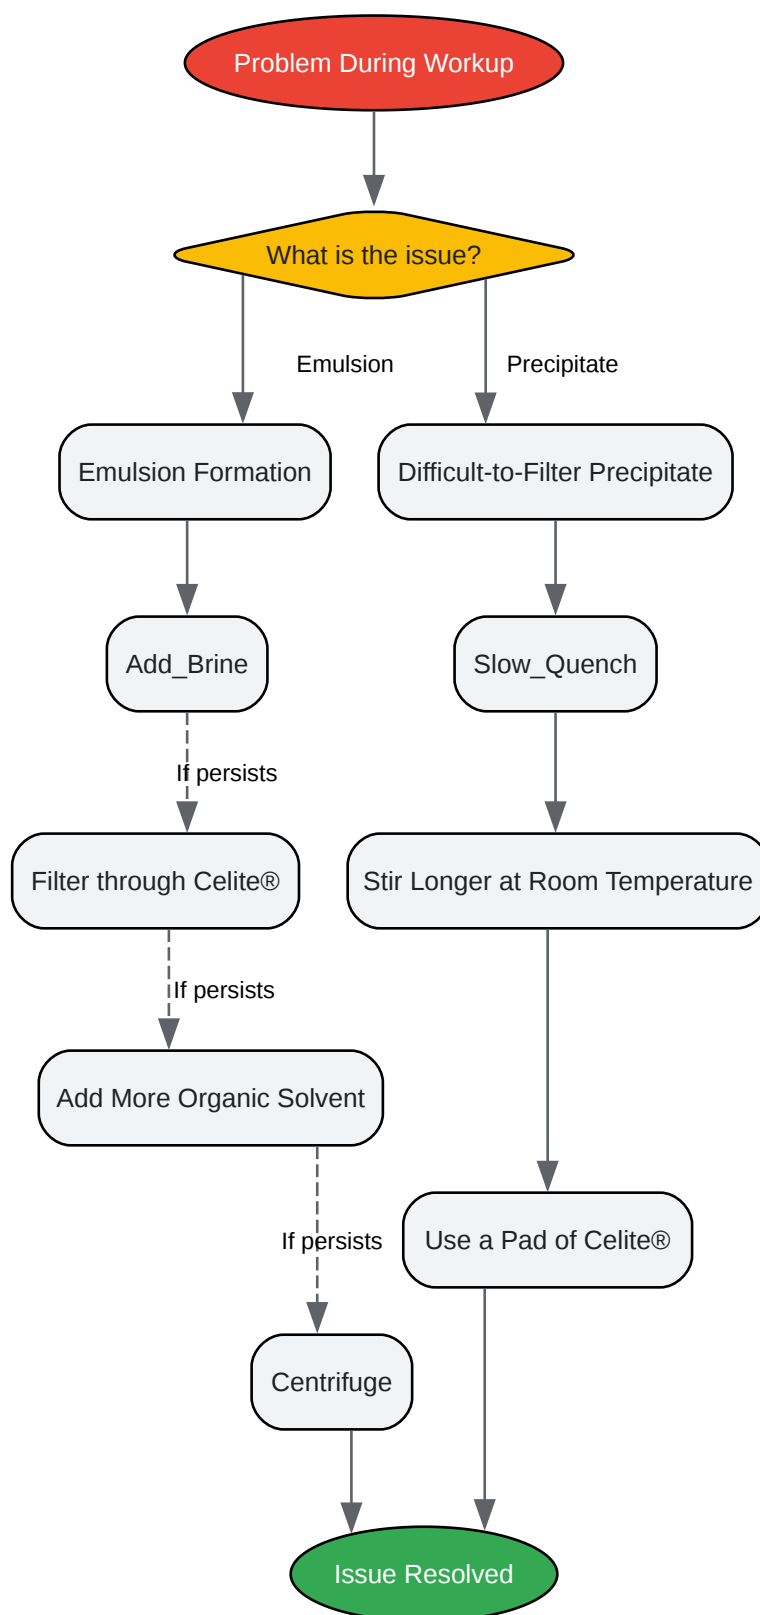 Problem During Workup
What is the issue?
Emulsion
Precipitate
Emulsion Formation
Difficult-to-Filter Precipitate
Add_Brine
Slow_Quench
If persists
Filter through Celite®
Stir Longer at Room Temperature
If persists
Add More Organic Solvent
If persists
Use a Pad of Celite®
Centrifuge
Issue Resolved